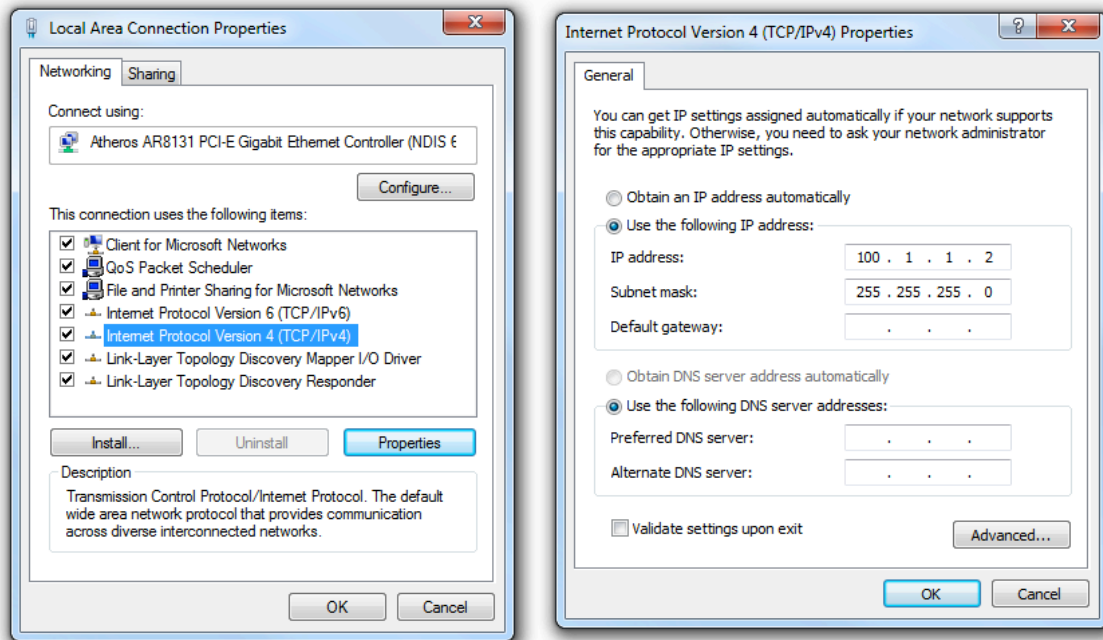 Local Area Connection Properties
Networking
Sharing
Connect using:
Atheros AR8131 PCI-E Gigabit Ethernet Controller (NDIS 6
Configure...
This connection uses the following items:
Client for Microsoft Networks
QoS Packet Scheduler
File and Printer Sharing for Microsoft Networks
Internet Protocol Version 6 (TCP/IPv6)
Internet Protocol Version 4 (TCP/IPv4)
Link-Layer Topology Discovery Mapper I/O Driver
Link-Layer Topology Discovery Responder
Install...
Uninstall
Properties
Description
Transmission Control Protocol/Internet Protocol. The default
wide area network protocol that provides communication
across diverse interconnected networks.
OK
Cancel
Internet Protocol Version 4 (TCP/IPv4) Properties
General
You can get IP settings assigned automatically if your network supports
this capability. Otherwise, you need to ask your network administrator
for the appropriate IP settings.
Obtain an IP address automatically
Use the following IP address:
IP address:
100 . 1 . 1 . 2
Subnet mask:
255 . 255 . 255 . 0
Default gateway:
. . .
Obtain DNS server address automatically
Use the following DNS server addresses:
Preferred DNS server:
. . .
Alternate DNS server:
. . .
Validate settings upon exit
Advanced...
OK
Cancel